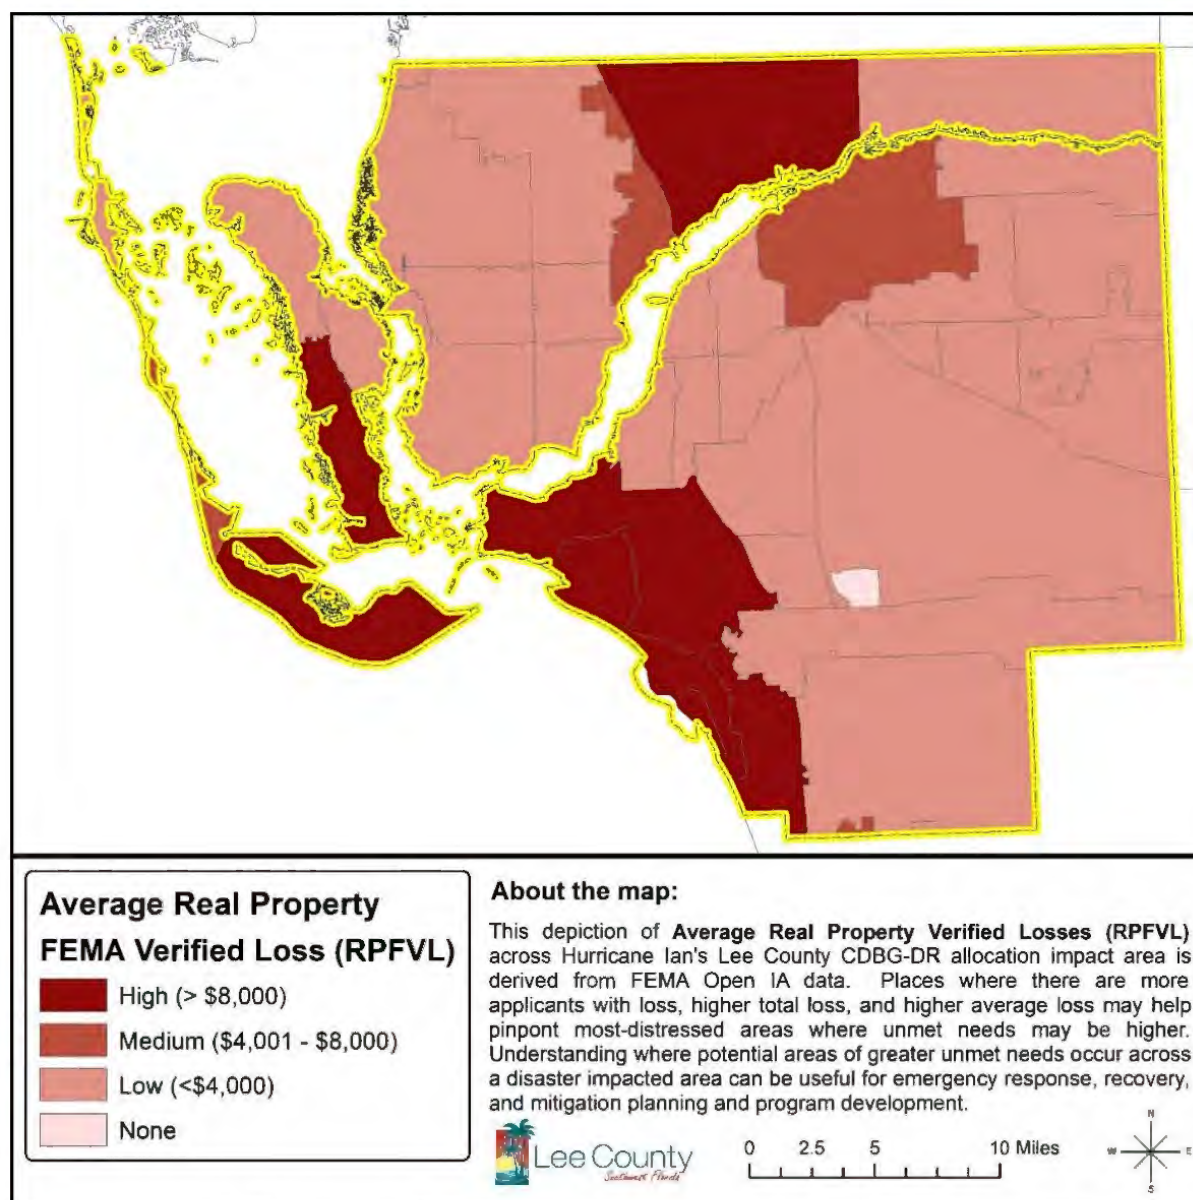 Average Real Property
FEMA Verified Loss (RPFVL)
High (> $8,000)
Medium ($4,001 - $8,000)
Low (<$4,000)
None
About the map:
This depiction of Average Real Property Verified Losses (RPFVL)
across Hurricane Ian's Lee County CDBG-DR allocation impact area is
derived from FEMA Open IA data. Places where there are more
applicants with loss, higher total loss, and higher average loss may help
pinpont most-distressed areas where unmet needs may be higher.
Understanding where potential areas of greater unmet needs occur across
a disaster impacted area can be useful for emergency response, recovery,
and mitigation planning and program development.
Lee County
Southwest Florida
0 2.5 5 10 Miles
N
W E
S